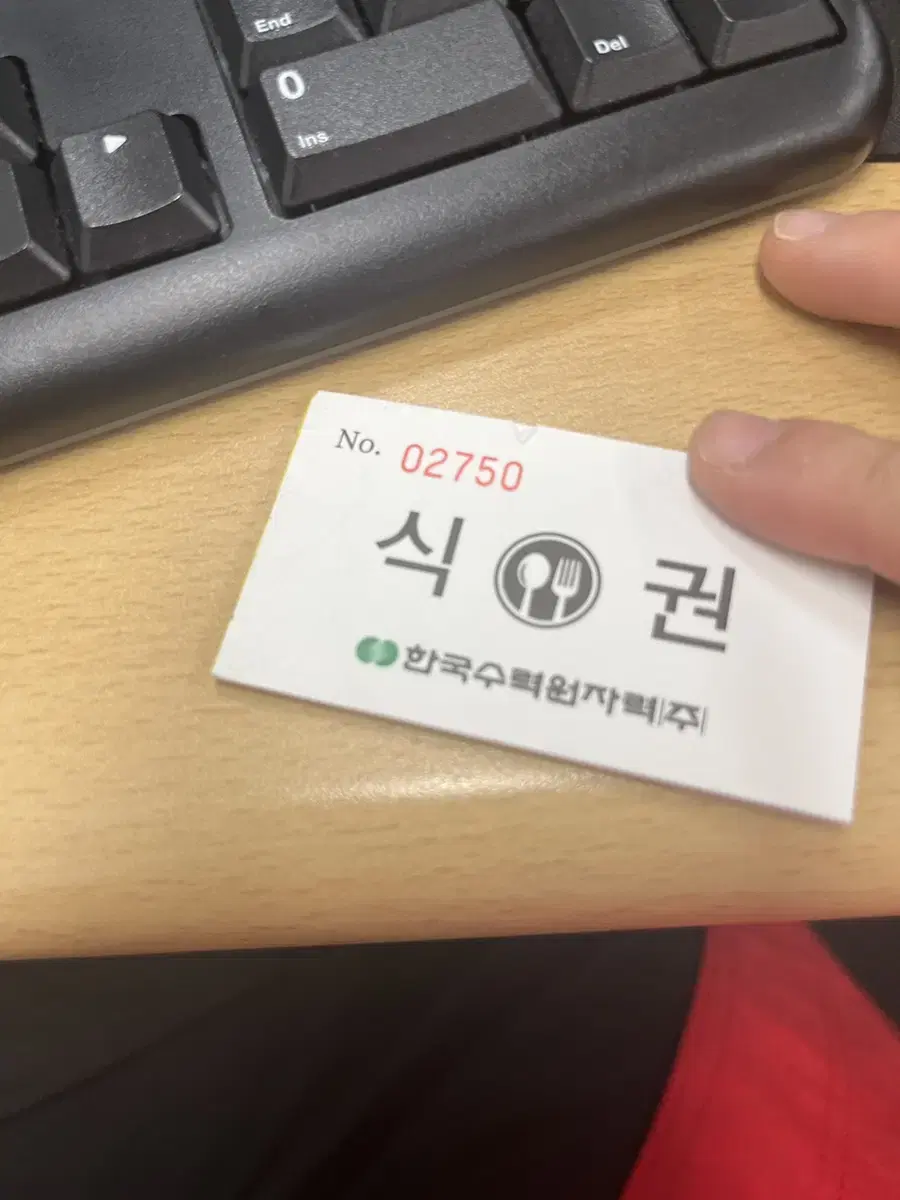 End
0
Ins
Del
No. 02750
식 권
한국수력원자력(주)